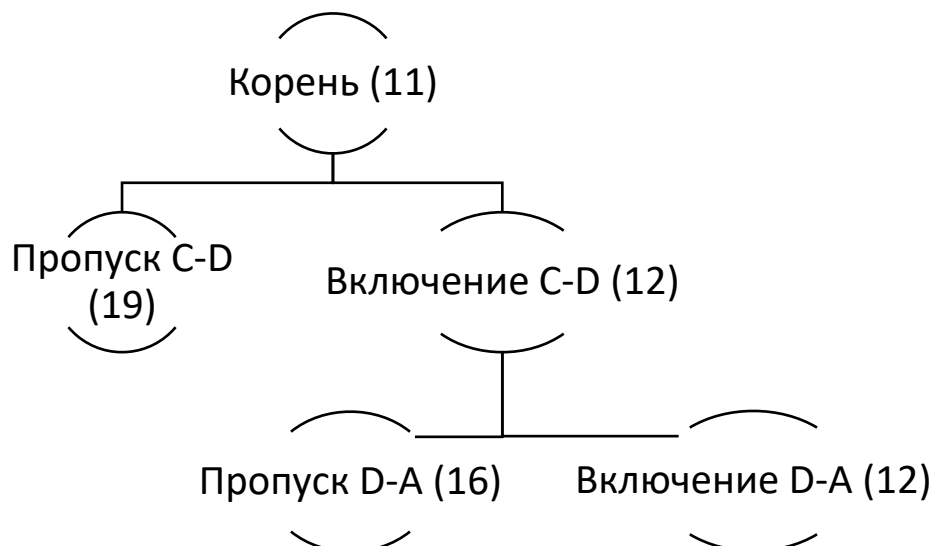 Корень (11)
Пропуск C-D
(19)
Включение C-D (12)
Пропуск D-A (16)
Включение D-A (12)